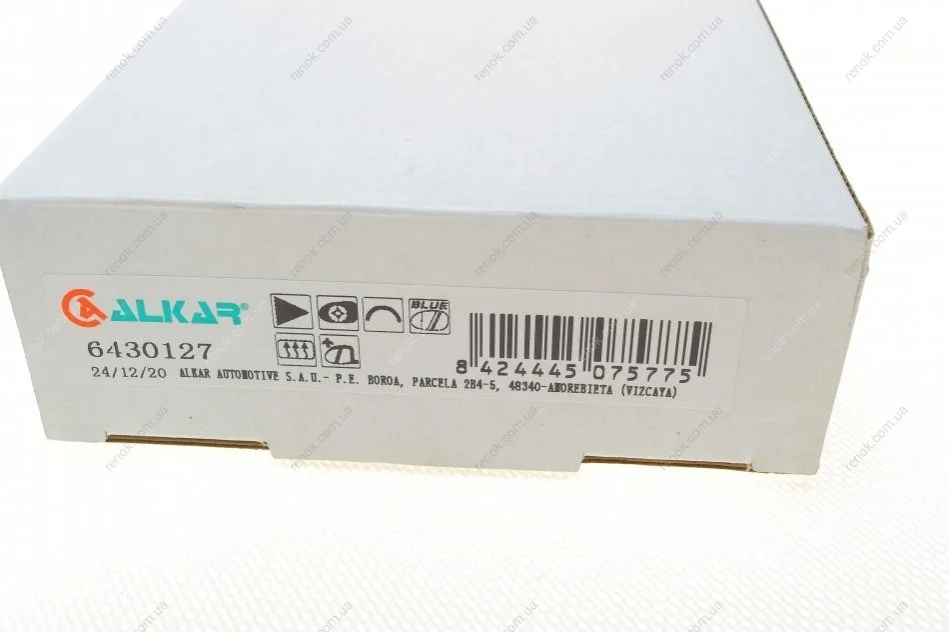 ALKAR®
BLUE
6430127
8 424445 075775
24/12/20 ALKAR AUTOMOTIVE S.A.U.- P.E. BOROA, PARCELA 2B4-5, 48340-AMOREBIETA (VIZCAYA)
renok.com.ua